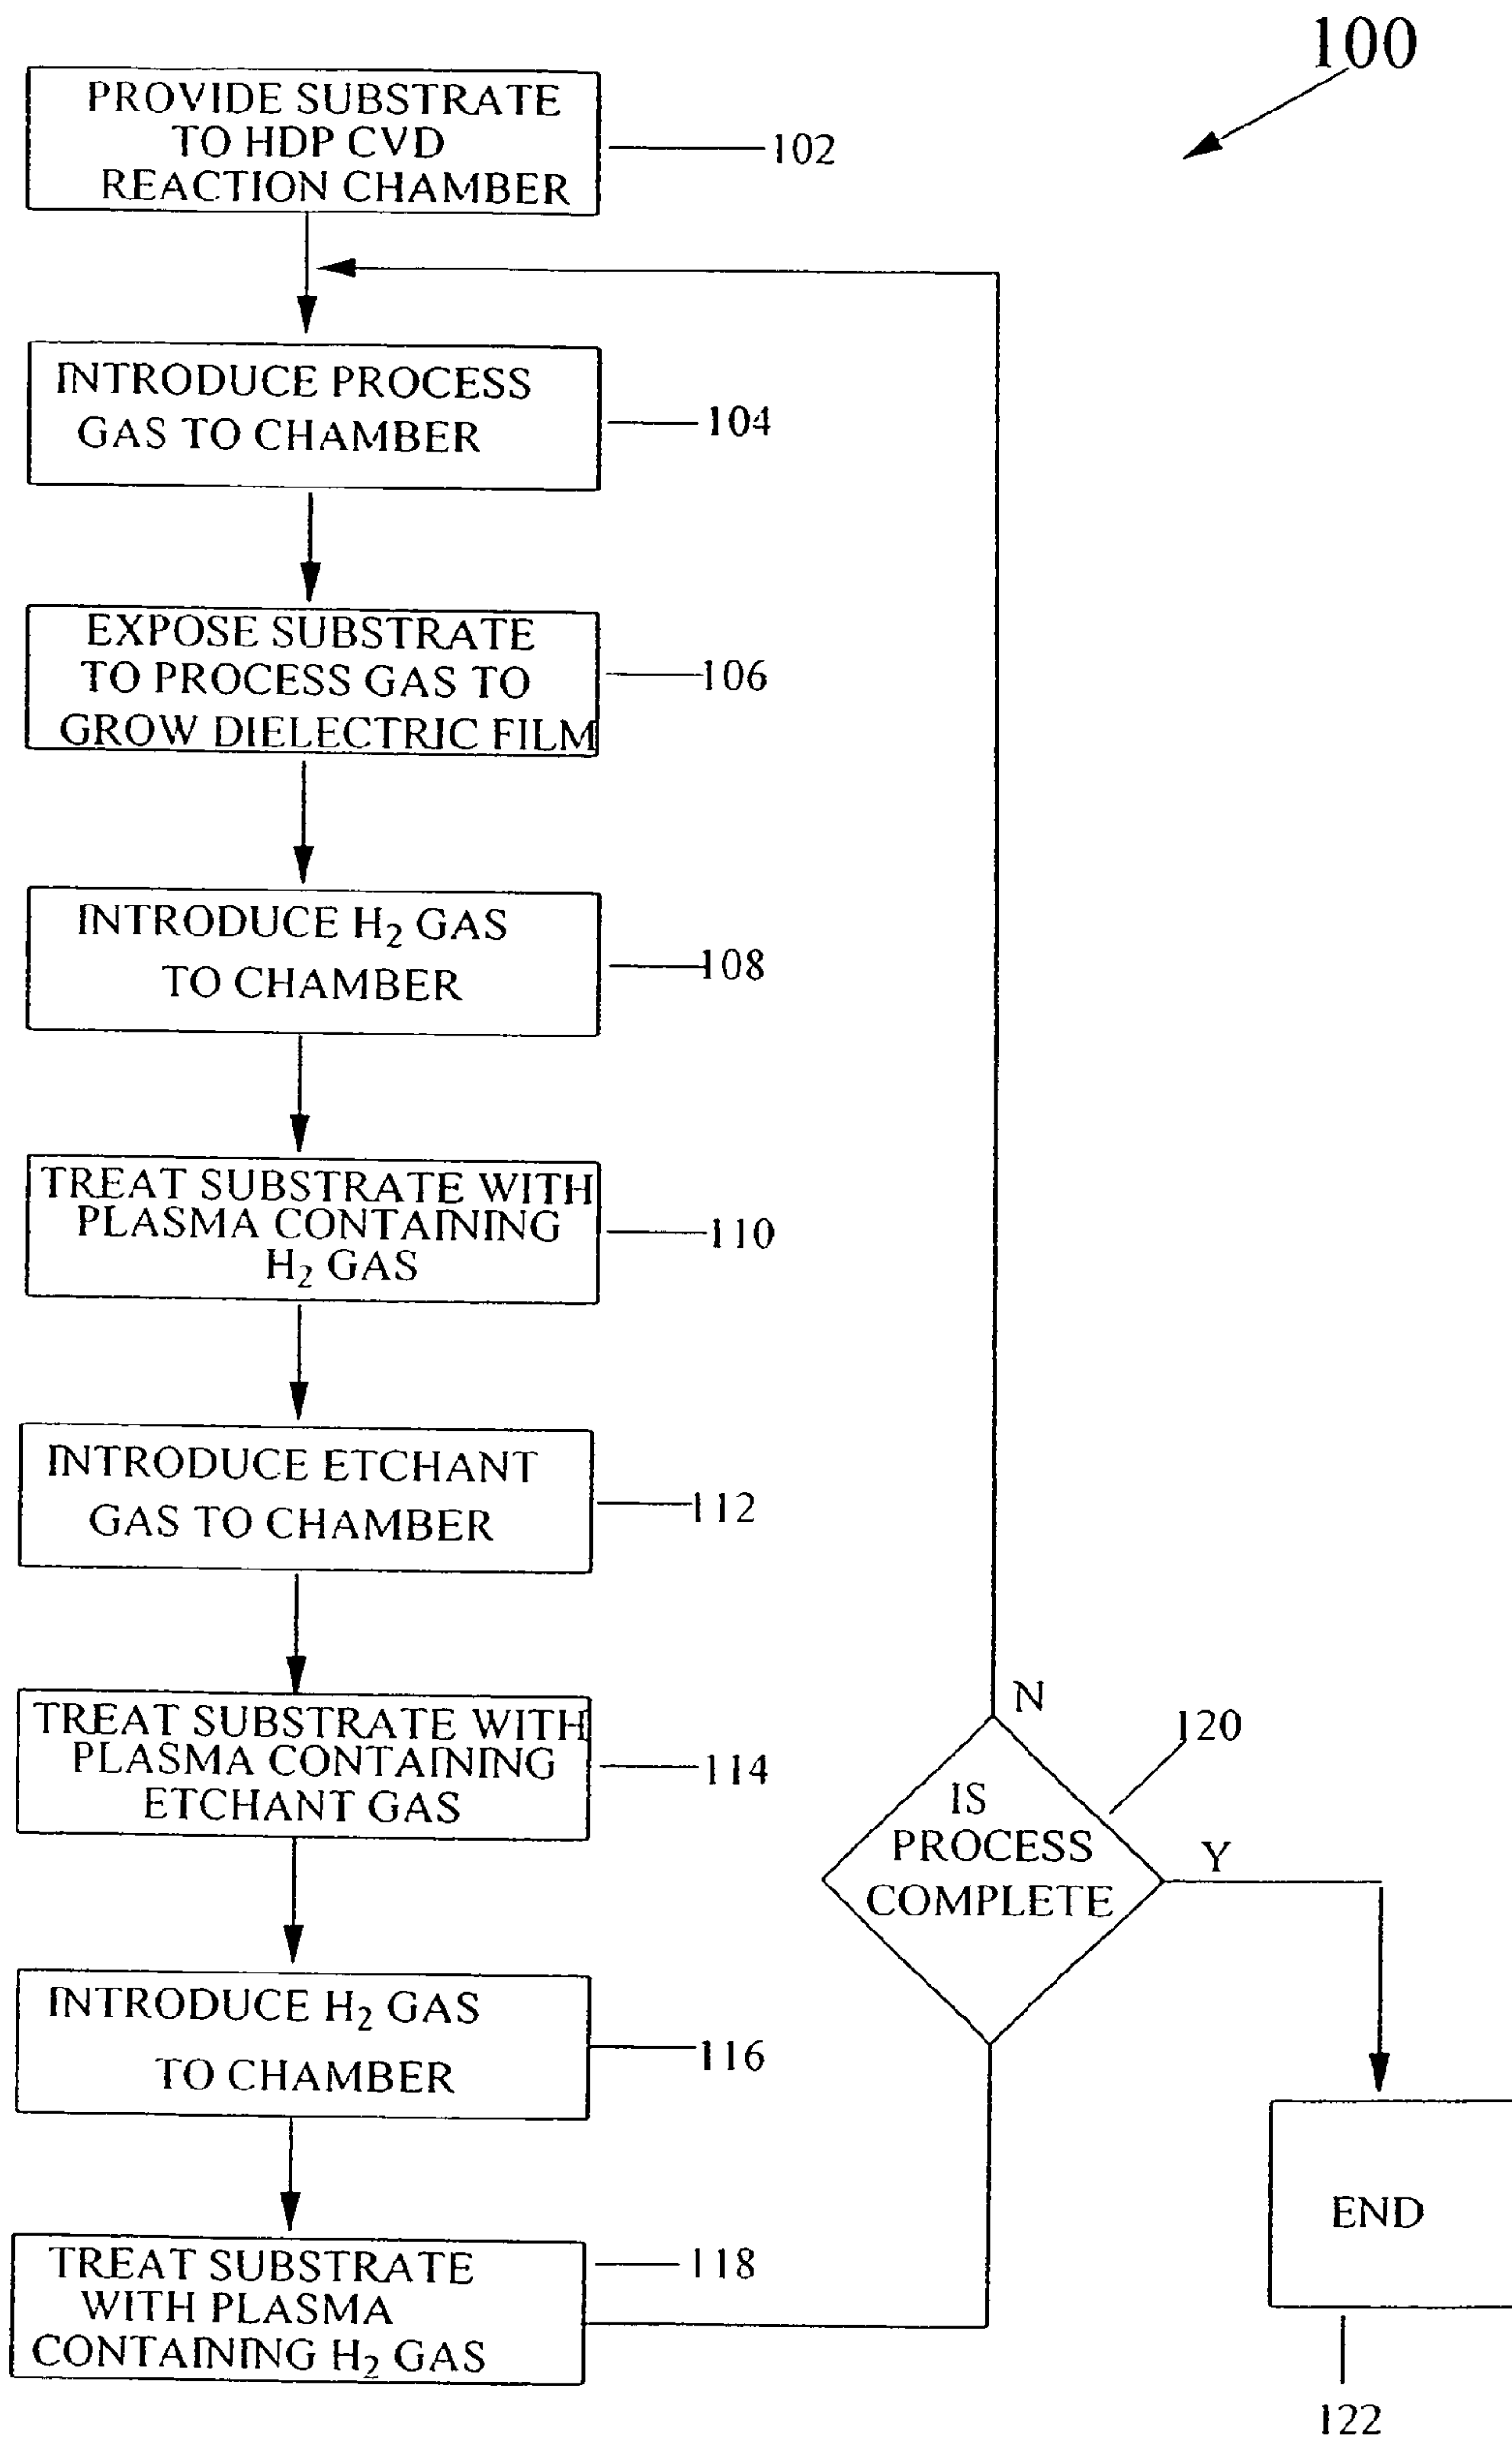 100
PROVIDE SUBSTRATE
TO HDP CVD
REACTION CHAMBER
102
INTRODUCE PROCESS
GAS TO CHAMBER
104
EXPOSE SUBSTRATE
TO PROCESS GAS TO
GROW DIELECTRIC FILM
106
INTRODUCE H₂ GAS
TO CHAMBER
108
TREAT SUBSTRATE WITH
PLASMA CONTAINING
H₂ GAS
110
INTRODUCE ETCHANT
GAS TO CHAMBER
112
TREAT SUBSTRATE WITH
PLASMA CONTAINING
ETCHANT GAS
114
INTRODUCE H₂ GAS
TO CHAMBER
116
TREAT SUBSTRATE
WITH PLASMA
CONTAINING H₂ GAS
118
N
120
IS
PROCESS
COMPLETE
Y
END
122